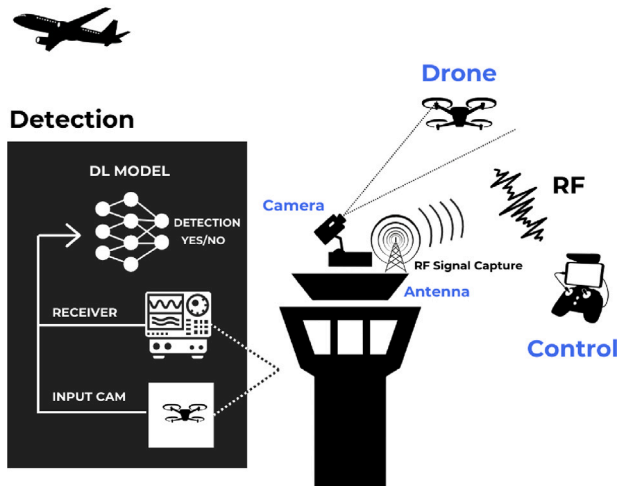 Drone
Detection
DL MODEL
RF
Camera
DETECTION
YES/NO
RF Signal Capture
Antenna
RECEIVER
Control
INPUT CAM